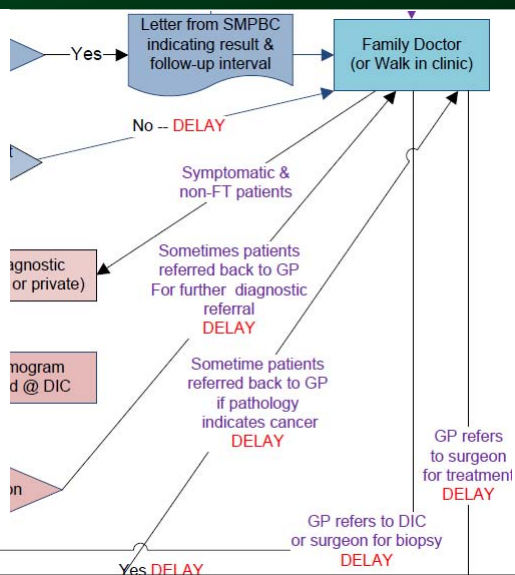 Letter from SMPBC
indicating result &
follow-up interval
Yes
Family Doctor
(or Walk in clinic)
No -- DELAY
Symptomatic &
non-FT patients
agnostic
or private)
Sometimes patients
referred back to GP
For further diagnostic
referral
DELAY
mogram
d @ DIC
Sometime patients
referred back to GP
if pathology
indicates cancer
DELAY
GP refers
to surgeon
for treatment
DELAY
on
GP refers to DIC
or surgeon for biopsy
DELAY
Yes DELAY